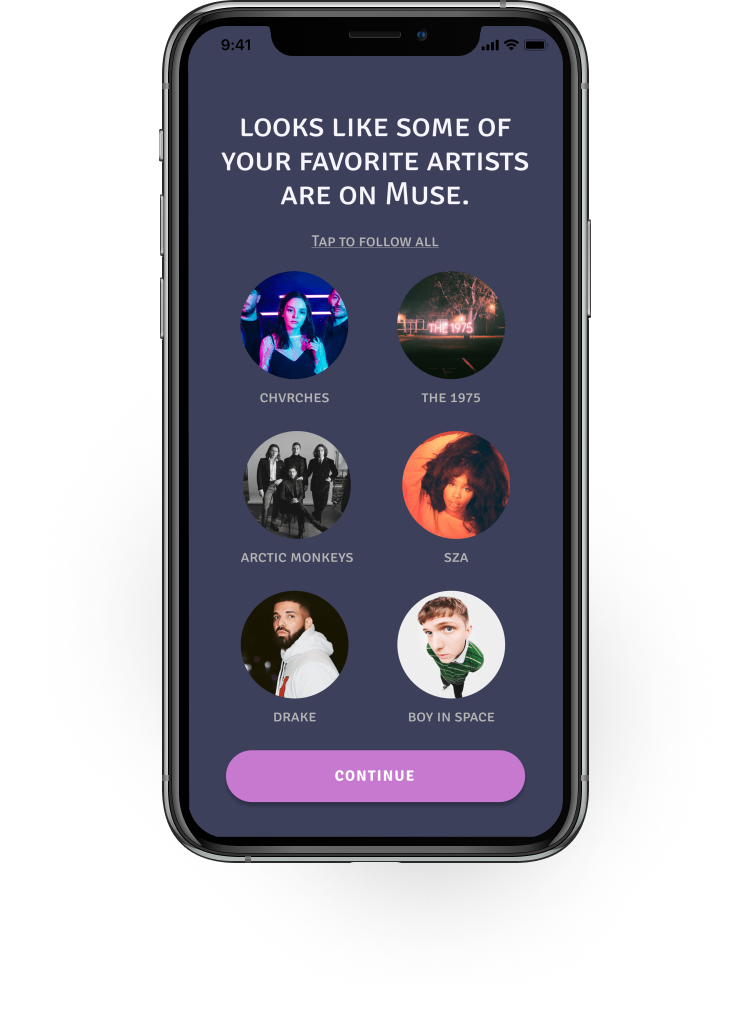 9:41
LOOKS LIKE SOME OF
YOUR FAVORITE ARTISTS
ARE ON MUSE.
TAP TO FOLLOW ALL
THE 1975
CHVRCHES
THE 1975
ARCTIC MONKEYS
SZA
DRAKE
BOY IN SPACE
CONTINUE